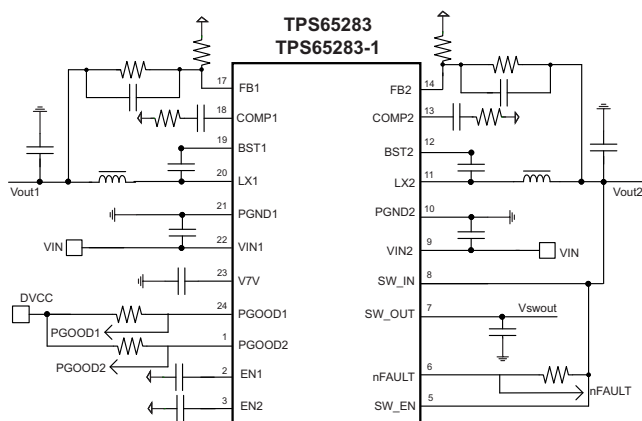 TPS65283
TPS65283-1
17 FB1
FB2 14
18 COMP1
COMP2 13
19 BST1
BST2 12
Vout1
20 LX1
LX2 11
Vout2
21 PGND1
PGND2 10
VIN
22 VIN1
VIN2 9
VIN
23 V7V
SW_IN 8
DVCC
24 PGOOD1
PGOOD1
SW_OUT 7
Vswout
1 PGOOD2
PGOOD2
2 EN1
nFAULT 6
nFAULT
3 EN2
SW_EN 5